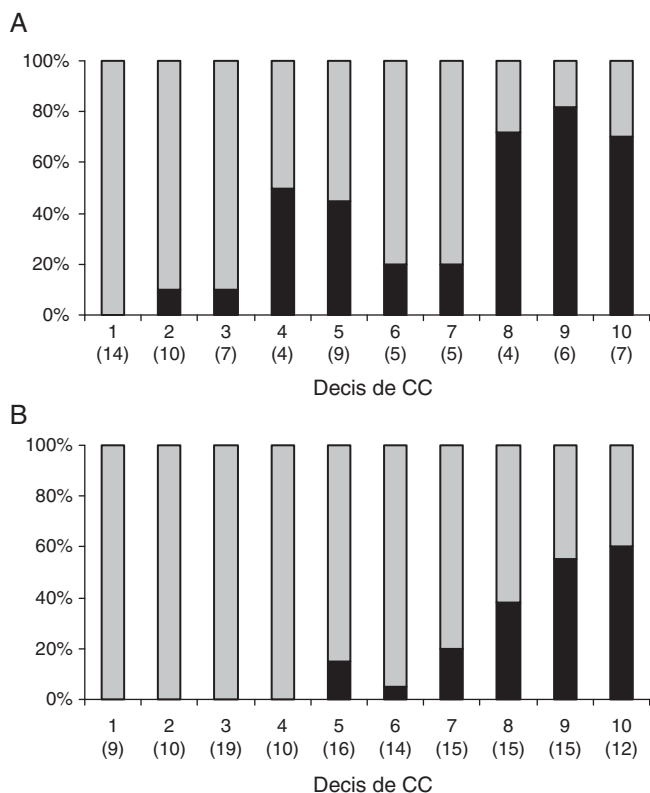 A
100%
80%
60%
40%
20%
0%
1 2 3 4 5 6 7 8 9 10
(14) (10) (7) (4) (9) (5) (5) (4) (6) (7)
Decis de CC
B
100%
80%
60%
40%
20%
0%
1 2 3 4 5 6 7 8 9 10
(9) (10) (19) (10) (16) (14) (15) (15) (15) (12)
Decis de CC